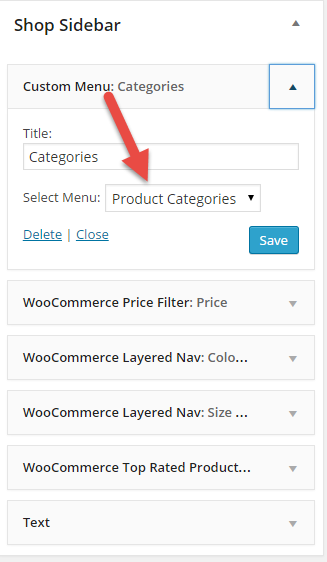 Shop Sidebar
Custom Menu: Categories
Title:
Categories
Select Menu: Product Categories
Delete | Close Save
WooCommerce Price Filter: Price
WooCommerce Layered Nav: Colo...
WooCommerce Layered Nav: Size ...
WooCommerce Top Rated Product...
Text